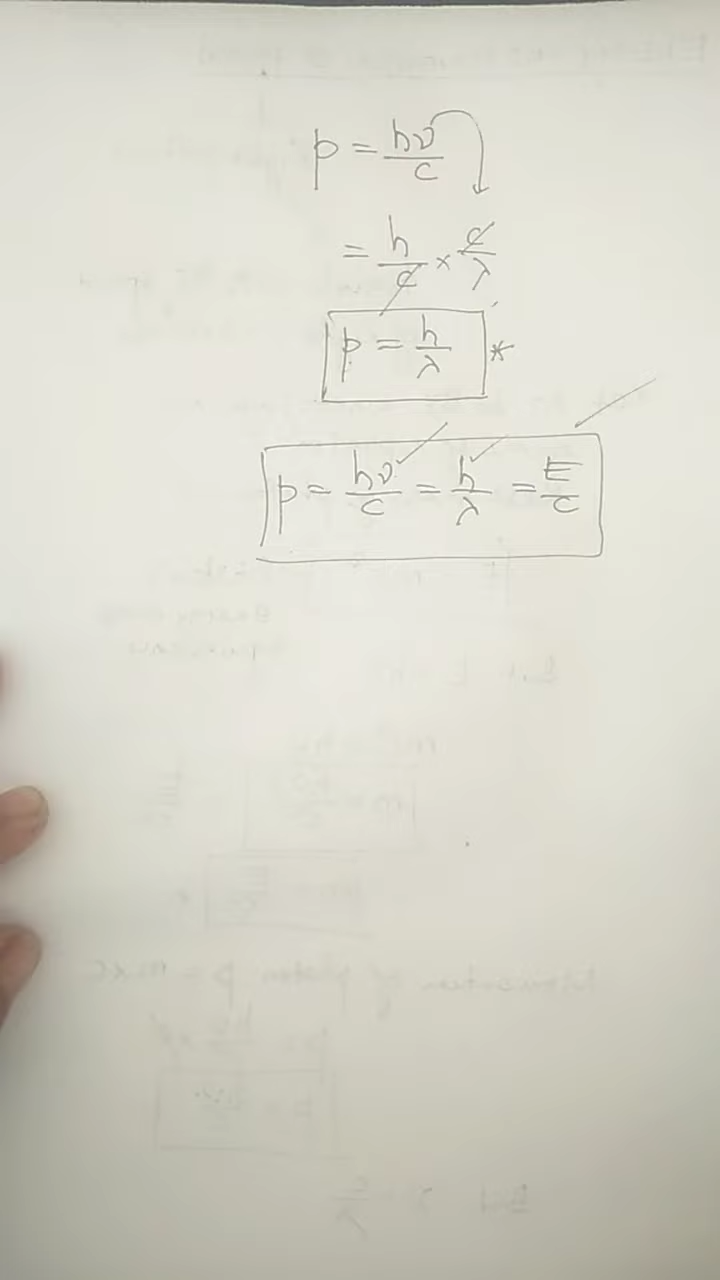 p = hν/c
= h/c × c/λ
p = h/λ *
p = hν/c = h/λ = E/c